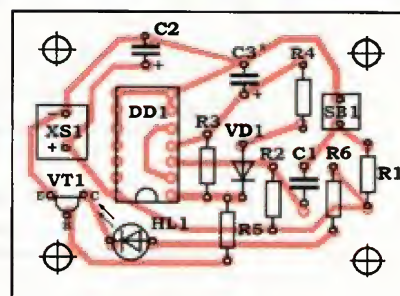 C2
C3*
R4
- XS1 +
DD1
R3
VD1
SB1
R2
C1
R6
R1
VT1
E
C
B
HL1
R5
+
+